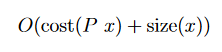 O(cost(P x) + size(x))